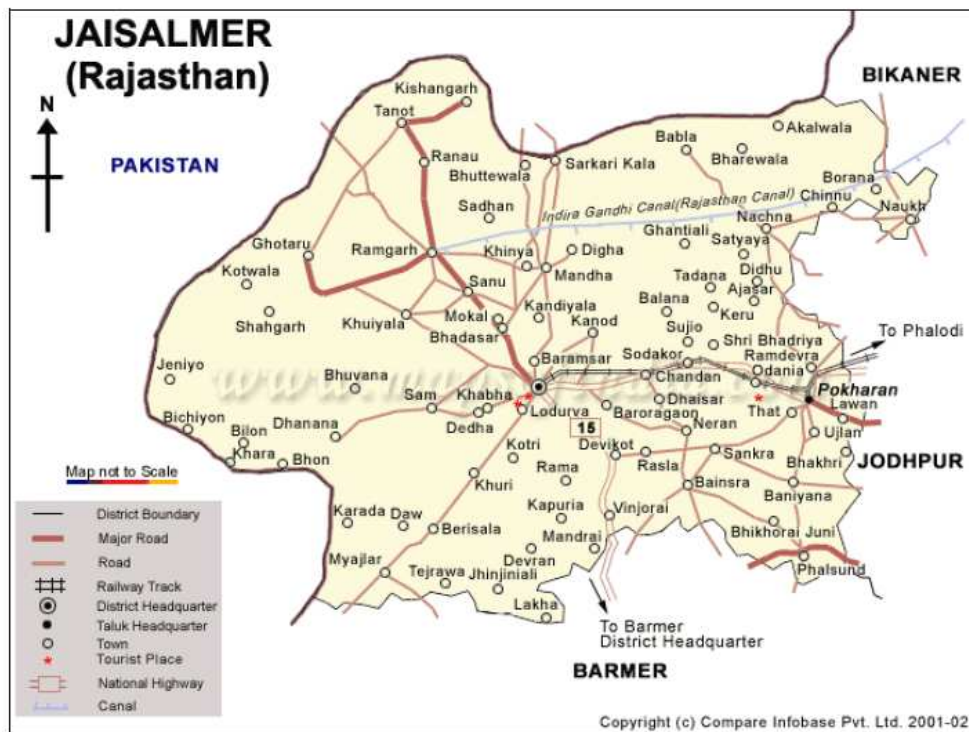 JAISALMER
(Rajasthan)
N
PAKISTAN
BIKANER
Kishangarh
Tanot
Akalwala
Babla
Ranau
Bhuttewala
Sarkari Kala
Bharewala
Borana
Sadhan
Indira Gandhi Canal(Rajasthan Canal)
Chinnu
Nachna
Naukh
Ghotaru
Ramgarh
Khinya
Digha
Ghantiali
Satyaya
Kotwala
Mandha
Sanu
Tadana
Didhu
Ajasar
Shahgarh
Khuiyala
Mokal
Kandiyala
Balana
Keru
Bhadasar
Kanod
Sujio
Shri Bhadriya
To Phalodi
Baramsar
Sodakor
Ramdevra
Jeniyo
Chandan
Odania
Bhuvana
Pokharan
Sam
Khabha
Dhaisar
Lawan
Bichiyon
Dedha
Lodurva
Baroragaon
That
Dhanana
15
Neran
Ujlan
Bilon
Kotri
Devikot
Khara
Bhon
Rasla
Sankra
Bhakhri
JODHPUR
Map not to Scale
Khuri
Rama
Bainsra
Baniyana
Karada
Daw
Berisala
Kapuria
Vinjorai
Bhikhorai Juni
Mandrai
Myajlar
Devran
Phalsund
Tejrawa
Jhinjiniali
Lakha
To Barmer
District Headquarter
BARMER
District Boundary
Major Road
Road
Railway Track
District Headquarter
Taluk Headquarter
Town
Tourist Place
National Highway
Canal
Copyright (c) Compare Infobase Pvt. Ltd. 2001-02